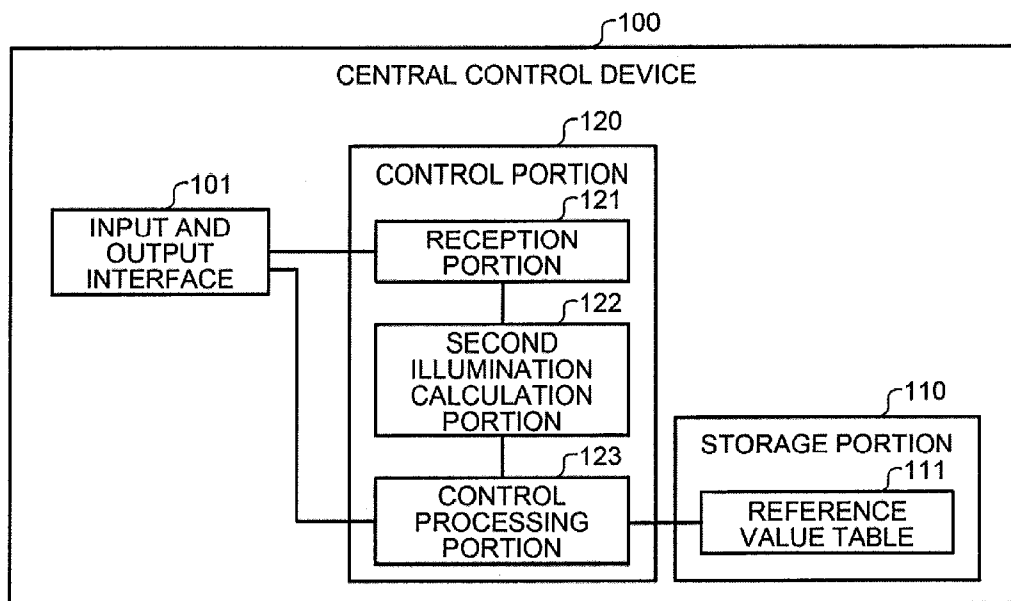 100
CENTRAL CONTROL DEVICE
120
CONTROL PORTION
101
INPUT AND
OUTPUT
INTERFACE
121
RECEPTION
PORTION
122
SECOND
ILLUMINATION
CALCULATION
PORTION
110
STORAGE PORTION
123
CONTROL
PROCESSING
PORTION
111
REFERENCE
VALUE TABLE